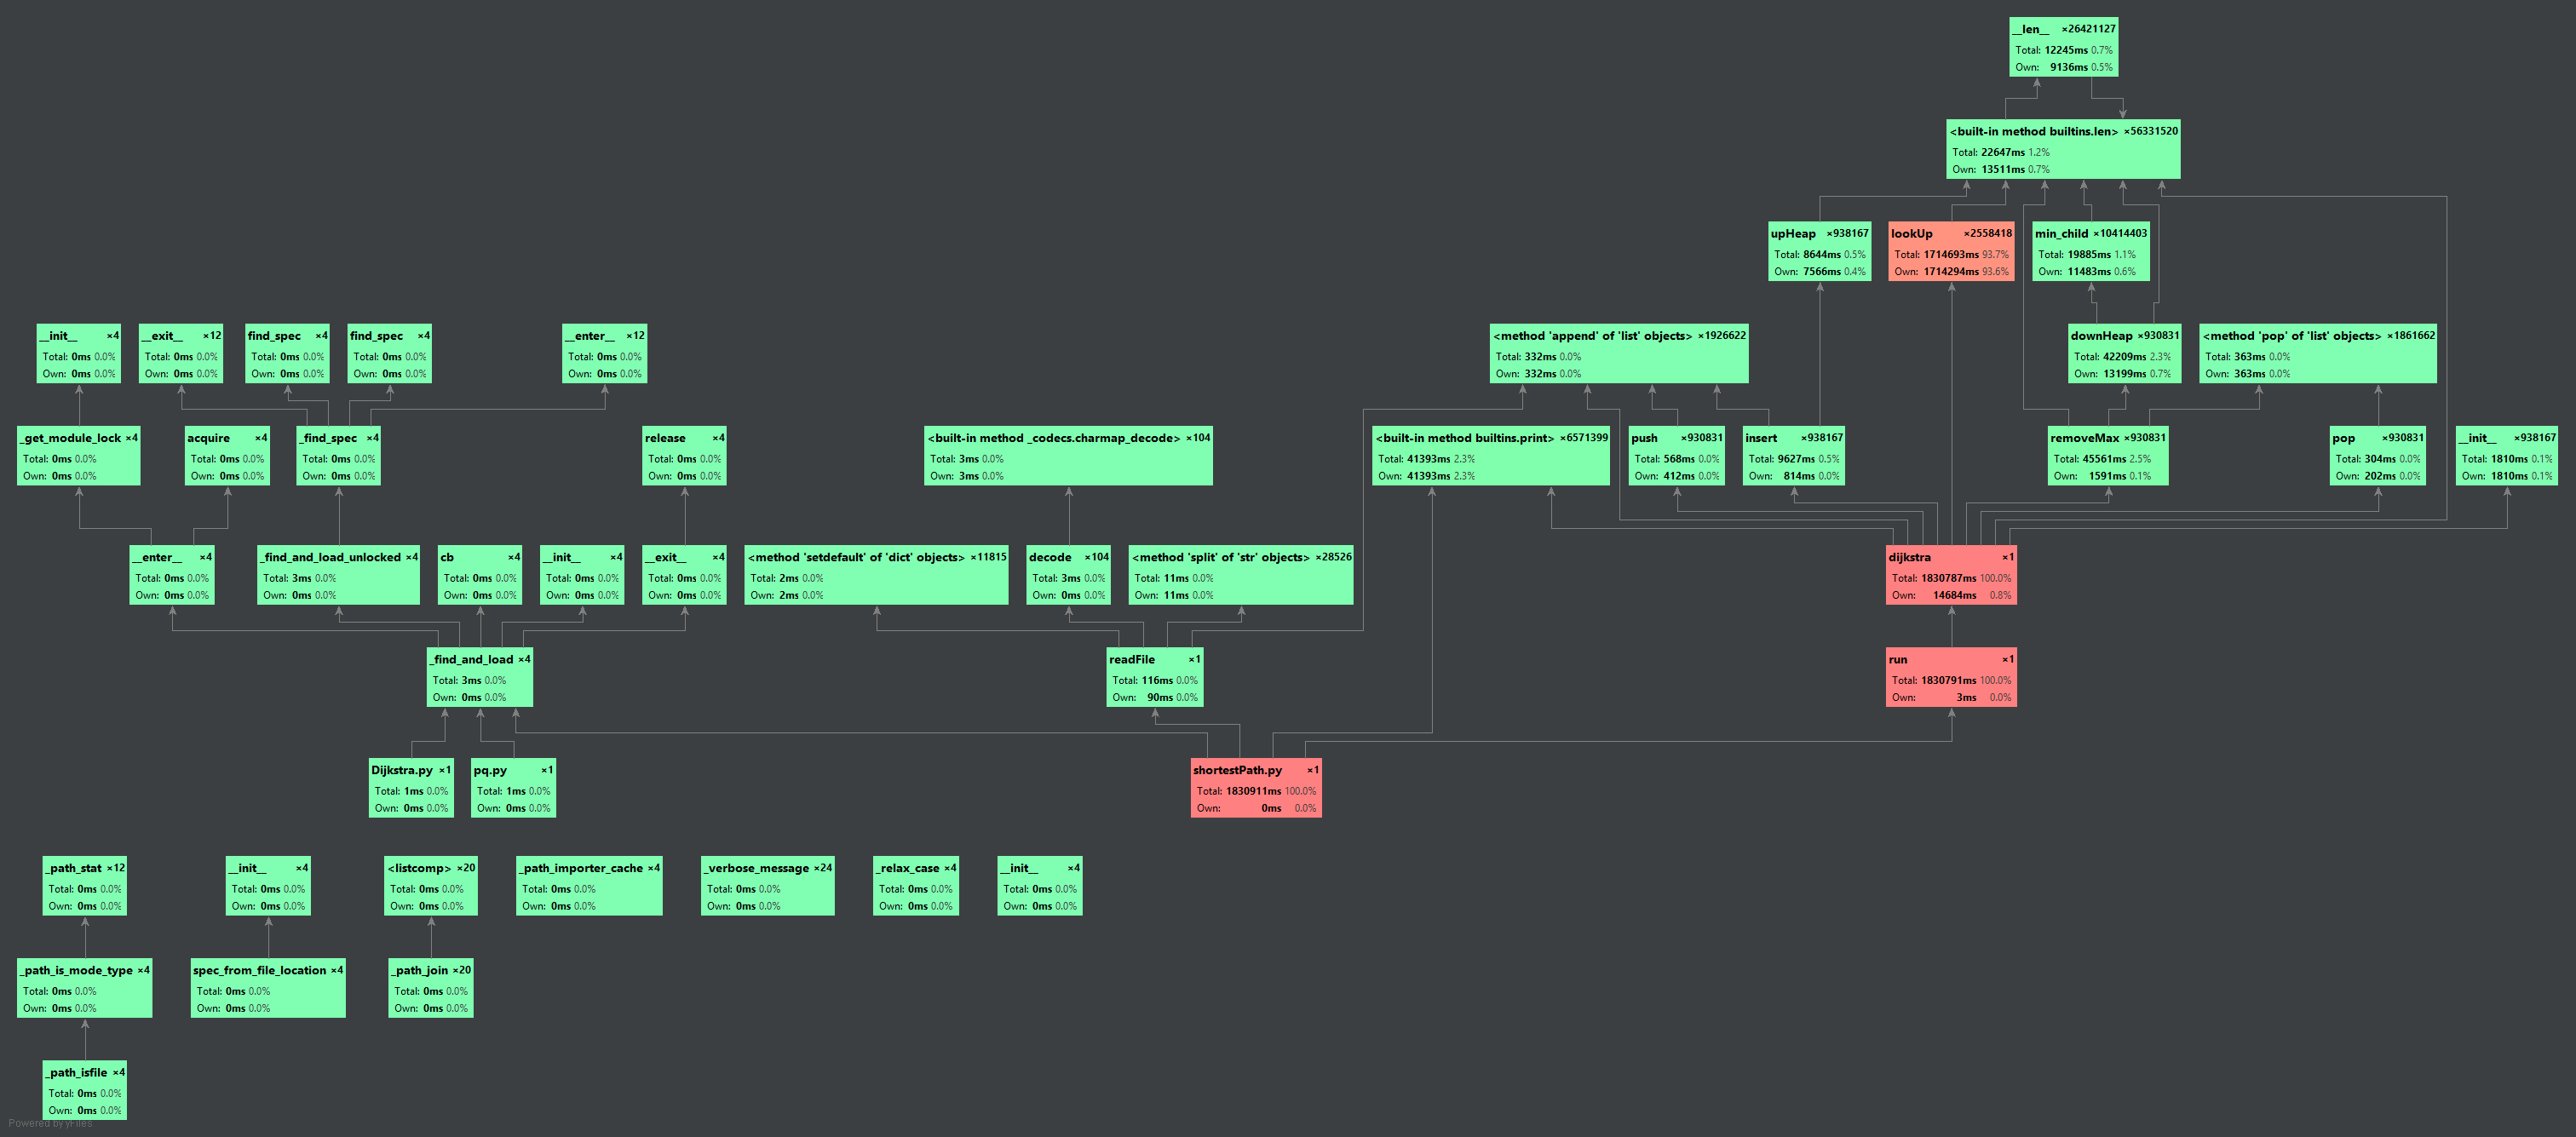 __len__ ×26421127
Total: 12245ms 0.7%
Own: 9136ms 0.5%
<built-in method builtins.len> ×56331520
Total: 22647ms 1.2%
Own: 13511ms 0.7%
upHeap ×938167
Total: 8644ms 0.5%
Own: 7566ms 0.4%
lookUp ×2558418
Total: 1714693ms 93.7%
Own: 1714294ms 93.6%
min_child ×10414403
Total: 19885ms 1.1%
Own: 11483ms 0.6%
__init__ ×4
Total: 0ms 0.0%
Own: 0ms 0.0%
__exit__ ×12
Total: 0ms 0.0%
Own: 0ms 0.0%
find_spec ×4
Total: 0ms 0.0%
Own: 0ms 0.0%
find_spec ×4
Total: 0ms 0.0%
Own: 0ms 0.0%
__enter__ ×12
Total: 0ms 0.0%
Own: 0ms 0.0%
<method 'append' of 'list' objects> ×1926622
Total: 332ms 0.0%
Own: 332ms 0.0%
downHeap ×930831
Total: 42209ms 2.3%
Own: 13199ms 0.7%
<method 'pop' of 'list' objects> ×1861662
Total: 363ms 0.0%
Own: 363ms 0.0%
_get_module_lock ×4
Total: 0ms 0.0%
Own: 0ms 0.0%
acquire ×4
Total: 0ms 0.0%
Own: 0ms 0.0%
_find_spec ×4
Total: 0ms 0.0%
Own: 0ms 0.0%
release ×4
Total: 0ms 0.0%
Own: 0ms 0.0%
<built-in method _codecs.charmap_decode> ×104
Total: 3ms 0.0%
Own: 3ms 0.0%
<built-in method builtins.print> ×6571399
Total: 41393ms 2.3%
Own: 41393ms 2.3%
push ×930831
Total: 568ms 0.0%
Own: 412ms 0.0%
insert ×938167
Total: 9627ms 0.5%
Own: 814ms 0.0%
removeMax ×930831
Total: 45561ms 2.5%
Own: 1591ms 0.1%
pop ×930831
Total: 304ms 0.0%
Own: 202ms 0.0%
__init__ ×938167
Total: 1810ms 0.1%
Own: 1810ms 0.1%
__enter__ ×4
Total: 0ms 0.0%
Own: 0ms 0.0%
_find_and_load_unlocked ×4
Total: 3ms 0.0%
Own: 0ms 0.0%
cb ×4
Total: 0ms 0.0%
Own: 0ms 0.0%
__init__ ×4
Total: 0ms 0.0%
Own: 0ms 0.0%
__exit__ ×4
Total: 0ms 0.0%
Own: 0ms 0.0%
<method 'setdefault' of 'dict' objects> ×11815
Total: 2ms 0.0%
Own: 2ms 0.0%
decode ×104
Total: 3ms 0.0%
Own: 0ms 0.0%
<method 'split' of 'str' objects> ×28526
Total: 11ms 0.0%
Own: 11ms 0.0%
dijkstra ×1
Total: 1830787ms 100.0%
Own: 14684ms 0.8%
_find_and_load ×4
Total: 3ms 0.0%
Own: 0ms 0.0%
readFile ×1
Total: 116ms 0.0%
Own: 90ms 0.0%
run ×1
Total: 1830791ms 100.0%
Own: 3ms 0.0%
Dijkstra.py ×1
Total: 1ms 0.0%
Own: 0ms 0.0%
pq.py ×1
Total: 1ms 0.0%
Own: 0ms 0.0%
shortestPath.py ×1
Total: 1830911ms 100.0%
Own: 0ms 0.0%
_path_stat ×12
Total: 0ms 0.0%
Own: 0ms 0.0%
__init__ ×4
Total: 0ms 0.0%
Own: 0ms 0.0%
<listcomp> ×20
Total: 0ms 0.0%
Own: 0ms 0.0%
_path_importer_cache ×4
Total: 0ms 0.0%
Own: 0ms 0.0%
_verbose_message ×24
Total: 0ms 0.0%
Own: 0ms 0.0%
_relax_case ×4
Total: 0ms 0.0%
Own: 0ms 0.0%
__init__ ×4
Total: 0ms 0.0%
Own: 0ms 0.0%
_path_is_mode_type ×4
Total: 0ms 0.0%
Own: 0ms 0.0%
spec_from_file_location ×4
Total: 0ms 0.0%
Own: 0ms 0.0%
_path_join ×20
Total: 0ms 0.0%
Own: 0ms 0.0%
_path_isfile ×4
Total: 0ms 0.0%
Own: 0ms 0.0%
Powered by yFiles